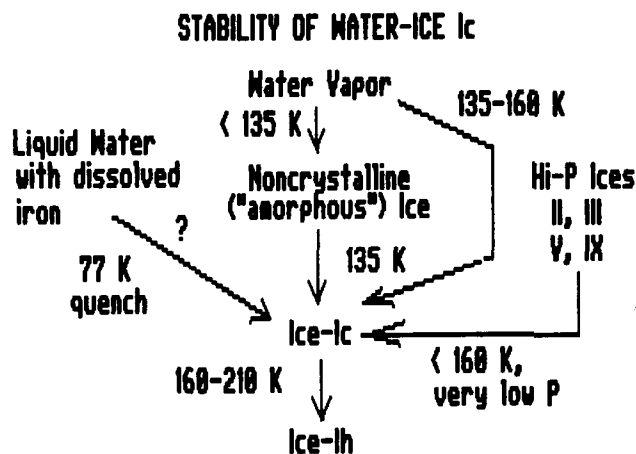 STABILITY OF WATER-ICE Ic
Water Vapor
< 135 K
135-160 K
Liquid Water
with dissolved
iron
Noncrystalline
("amorphous") Ice
Hi-P Ices
II, III
V, IX
?
77 K
quench
135 K
Ice-Ic
< 160 K,
very low P
160-210 K
Ice-Ih